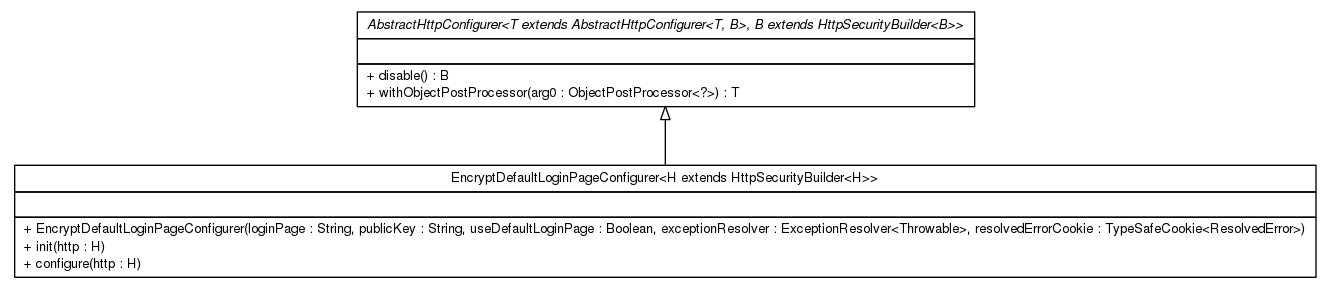 AbstractHttpConfigurer<T extends AbstractHttpConfigurer<T, B>, B extends HttpSecurityBuilder<B>>
+ disable() : B
+ withObjectPostProcessor(arg0 : ObjectPostProcessor<?>) : T
EncryptDefaultLoginPageConfigurer<H extends HttpSecurityBuilder<H>>
+ EncryptDefaultLoginPageConfigurer(loginPage : String, publicKey : String, useDefaultLoginPage : Boolean, exceptionResolver : ExceptionResolver<Throwable>, resolvedErrorCookie : TypeSafeCookie<ResolvedError>)
+ init(http : H)
+ configure(http : H)